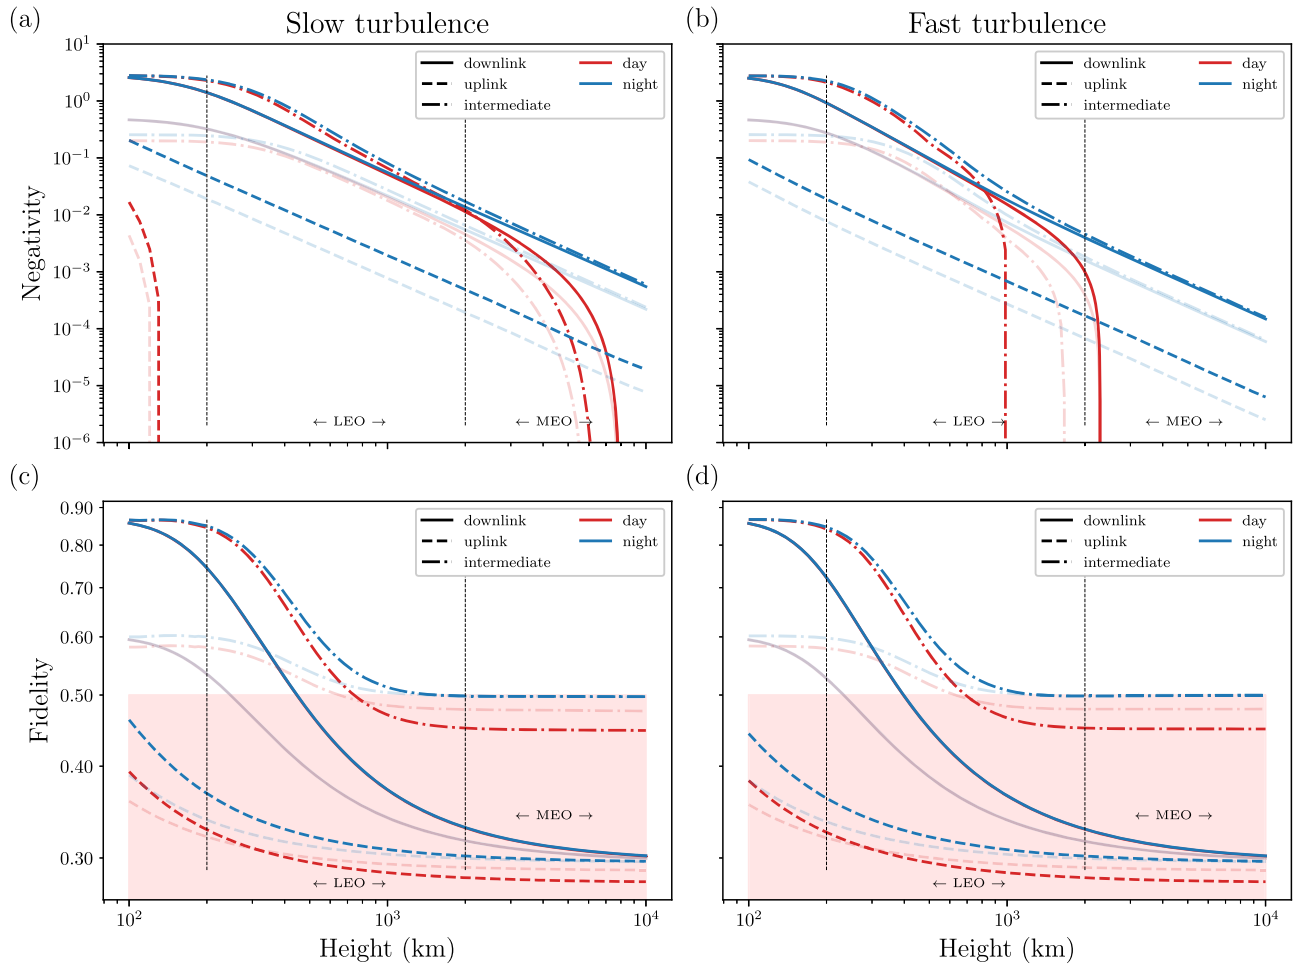 (a) Slow turbulence
(b) Fast turbulence
Negativity
10^1
10^0
10^−1
10^−2
10^−3
10^−4
10^−5
10^−6
downlink
uplink
intermediate
day
night
← LEO →
← MEO →
downlink
uplink
intermediate
day
night
← LEO →
← MEO →
(c)
(d)
Fidelity
0.90
0.80
0.70
0.60
0.50
0.40
0.30
downlink
uplink
intermediate
day
night
← MEO →
← LEO →
10^2
10^3
10^4
Height (km)
downlink
uplink
intermediate
day
night
← MEO →
← LEO →
10^2
10^3
10^4
Height (km)